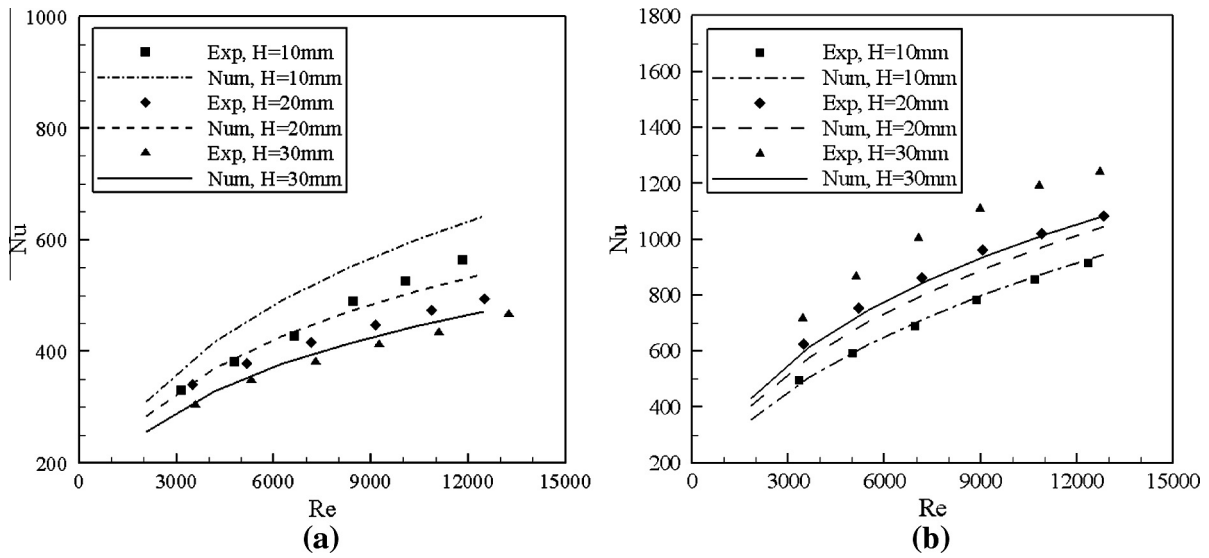 1000
800
600
400
200
Nu
Exp, H=10mm
Num, H=10mm
Exp, H=20mm
Num, H=20mm
Exp, H=30mm
Num, H=30mm
0
3000
6000
9000
12000
15000
Re
(a)
1800
1600
1400
1200
1000
800
600
400
200
Nu
Exp, H=10mm
Num, H=10mm
Exp, H=20mm
Num, H=20mm
Exp, H=30mm
Num, H=30mm
0
3000
6000
9000
12000
15000
Re
(b)